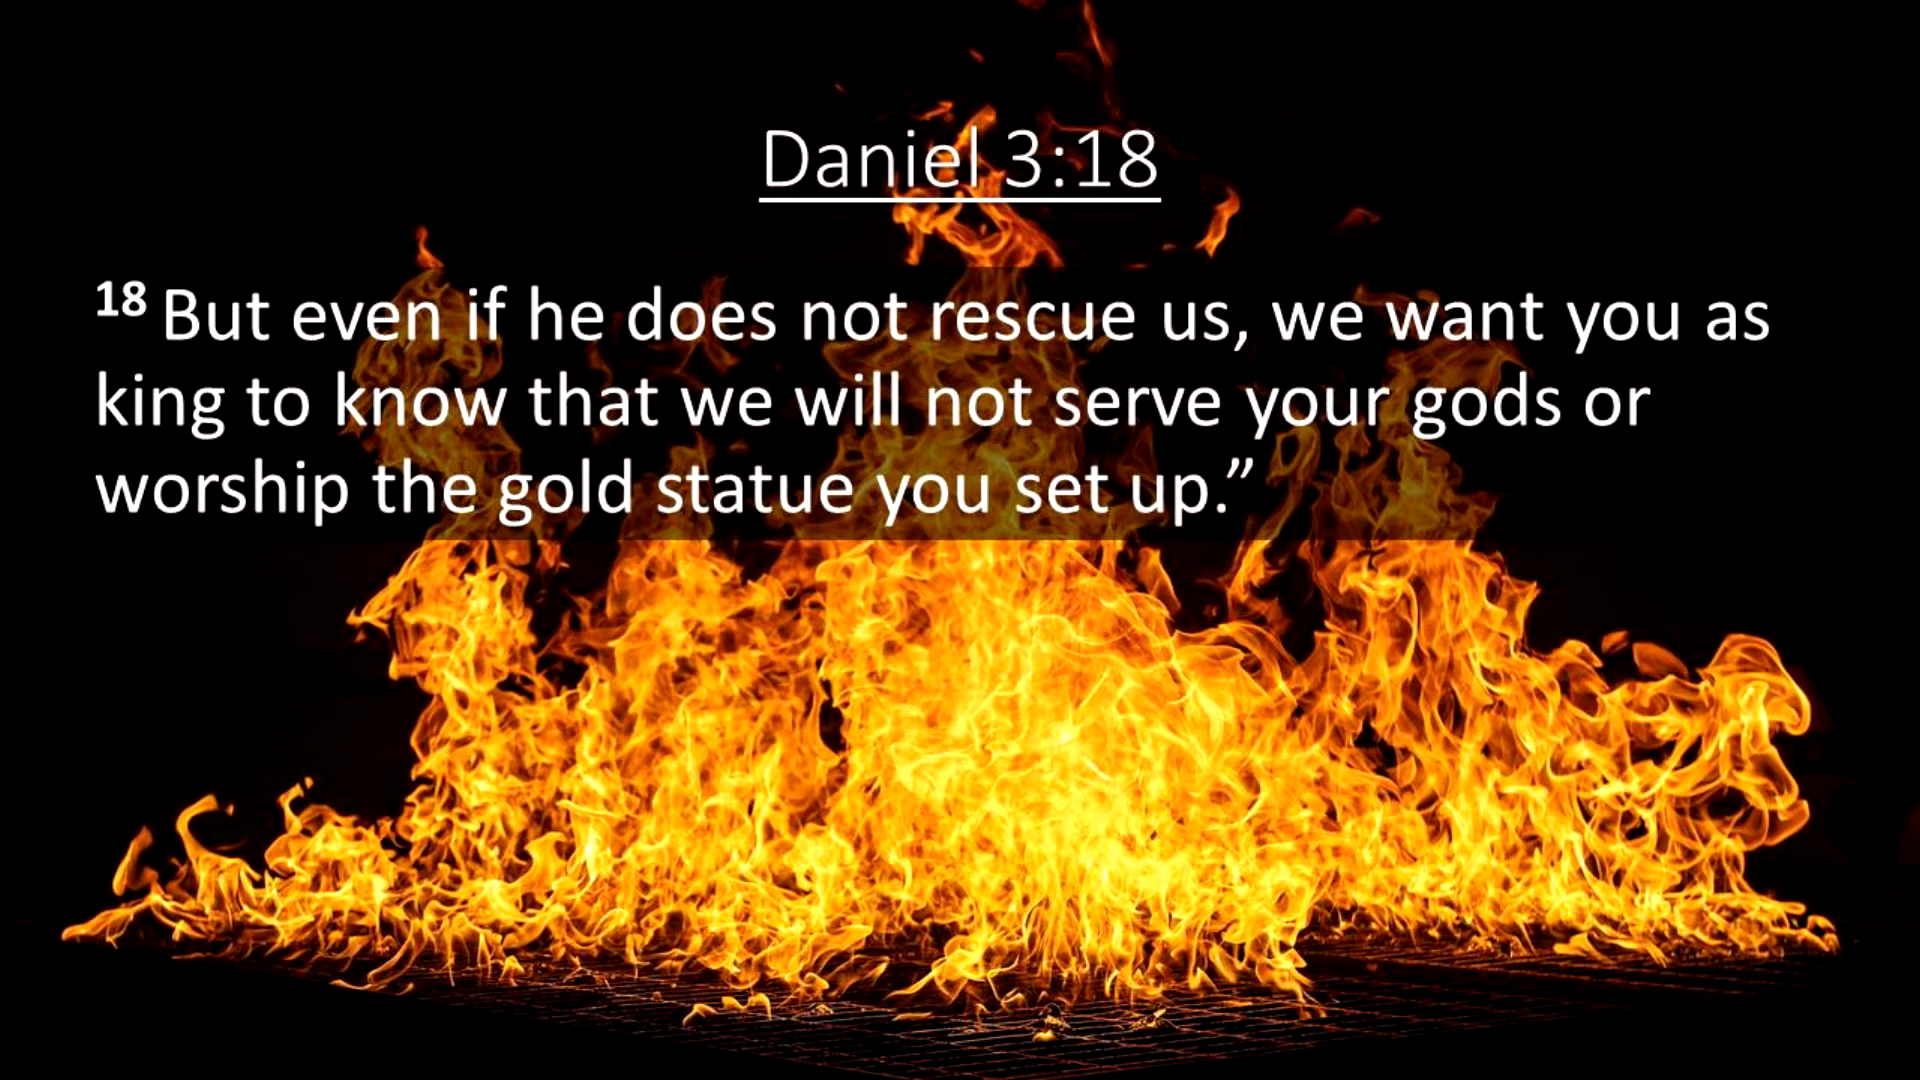 Daniel 3:18
18 But even if he does not rescue us, we want you as
king to know that we will not serve your gods or
worship the gold statue you set up.”